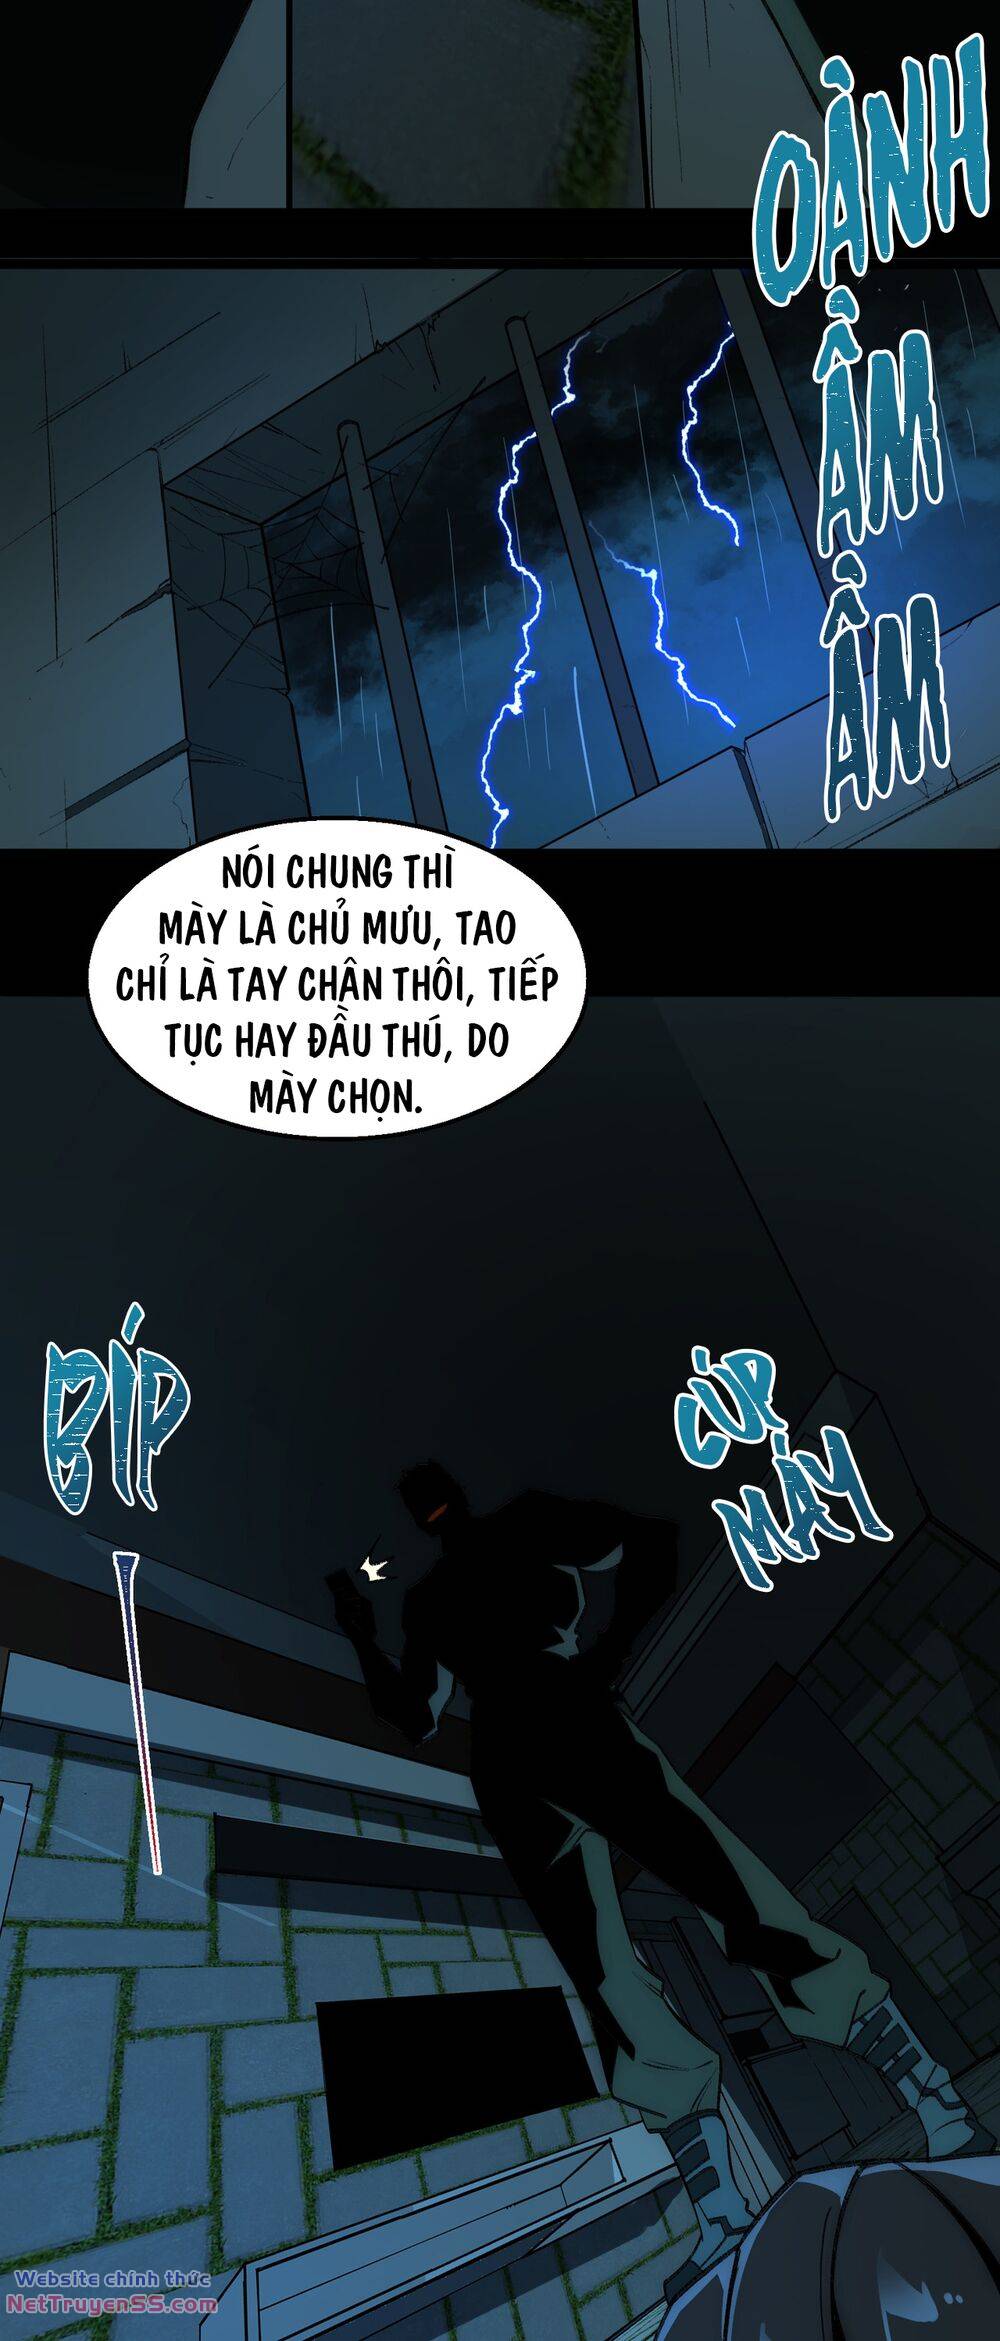 OÀNH
ẦM
ẦM
NÓI CHUNG THÌ
MÀY LÀ CHỦ MƯU, TAO
CHỈ LÀ TAY CHÂN THÔI, TIẾP
TỤC HAY ĐẦU THÚ, DO
MÀY CHỌN.
BÍP
CÚP
MÁY
Website chính thức
NetTruyenSS.com